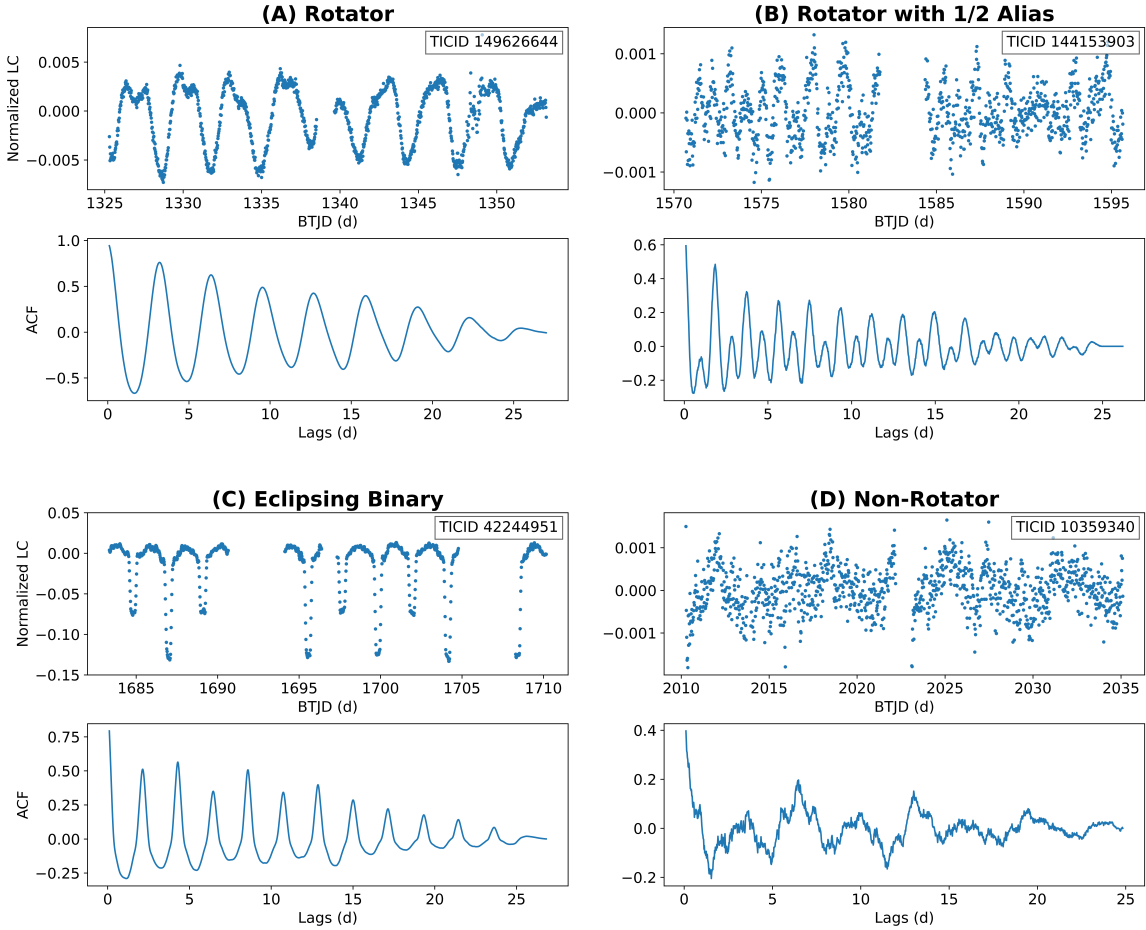 (A) Rotator
TICID 149626644
Normalized LC
0.005
0.000
−0.005
1325 1330 1335 1340 1345 1350
BTJD (d)
ACF
1.0
0.5
0.0
−0.5
0 5 10 15 20 25
Lags (d)
(B) Rotator with 1/2 Alias
TICID 144153903
0.001
0.000
−0.001
1570 1575 1580 1585 1590 1595
BTJD (d)
0.6
0.4
0.2
0.0
−0.2
0 5 10 15 20 25
Lags (d)
(C) Eclipsing Binary
TICID 42244951
Normalized LC
0.05
0.00
−0.05
−0.10
−0.15
1685 1690 1695 1700 1705 1710
BTJD (d)
ACF
0.75
0.50
0.25
0.00
−0.25
0 5 10 15 20 25
Lags (d)
(D) Non-Rotator
TICID 10359340
0.001
0.000
−0.001
2010 2015 2020 2025 2030 2035
BTJD (d)
0.4
0.2
0.0
−0.2
0 5 10 15 20 25
Lags (d)